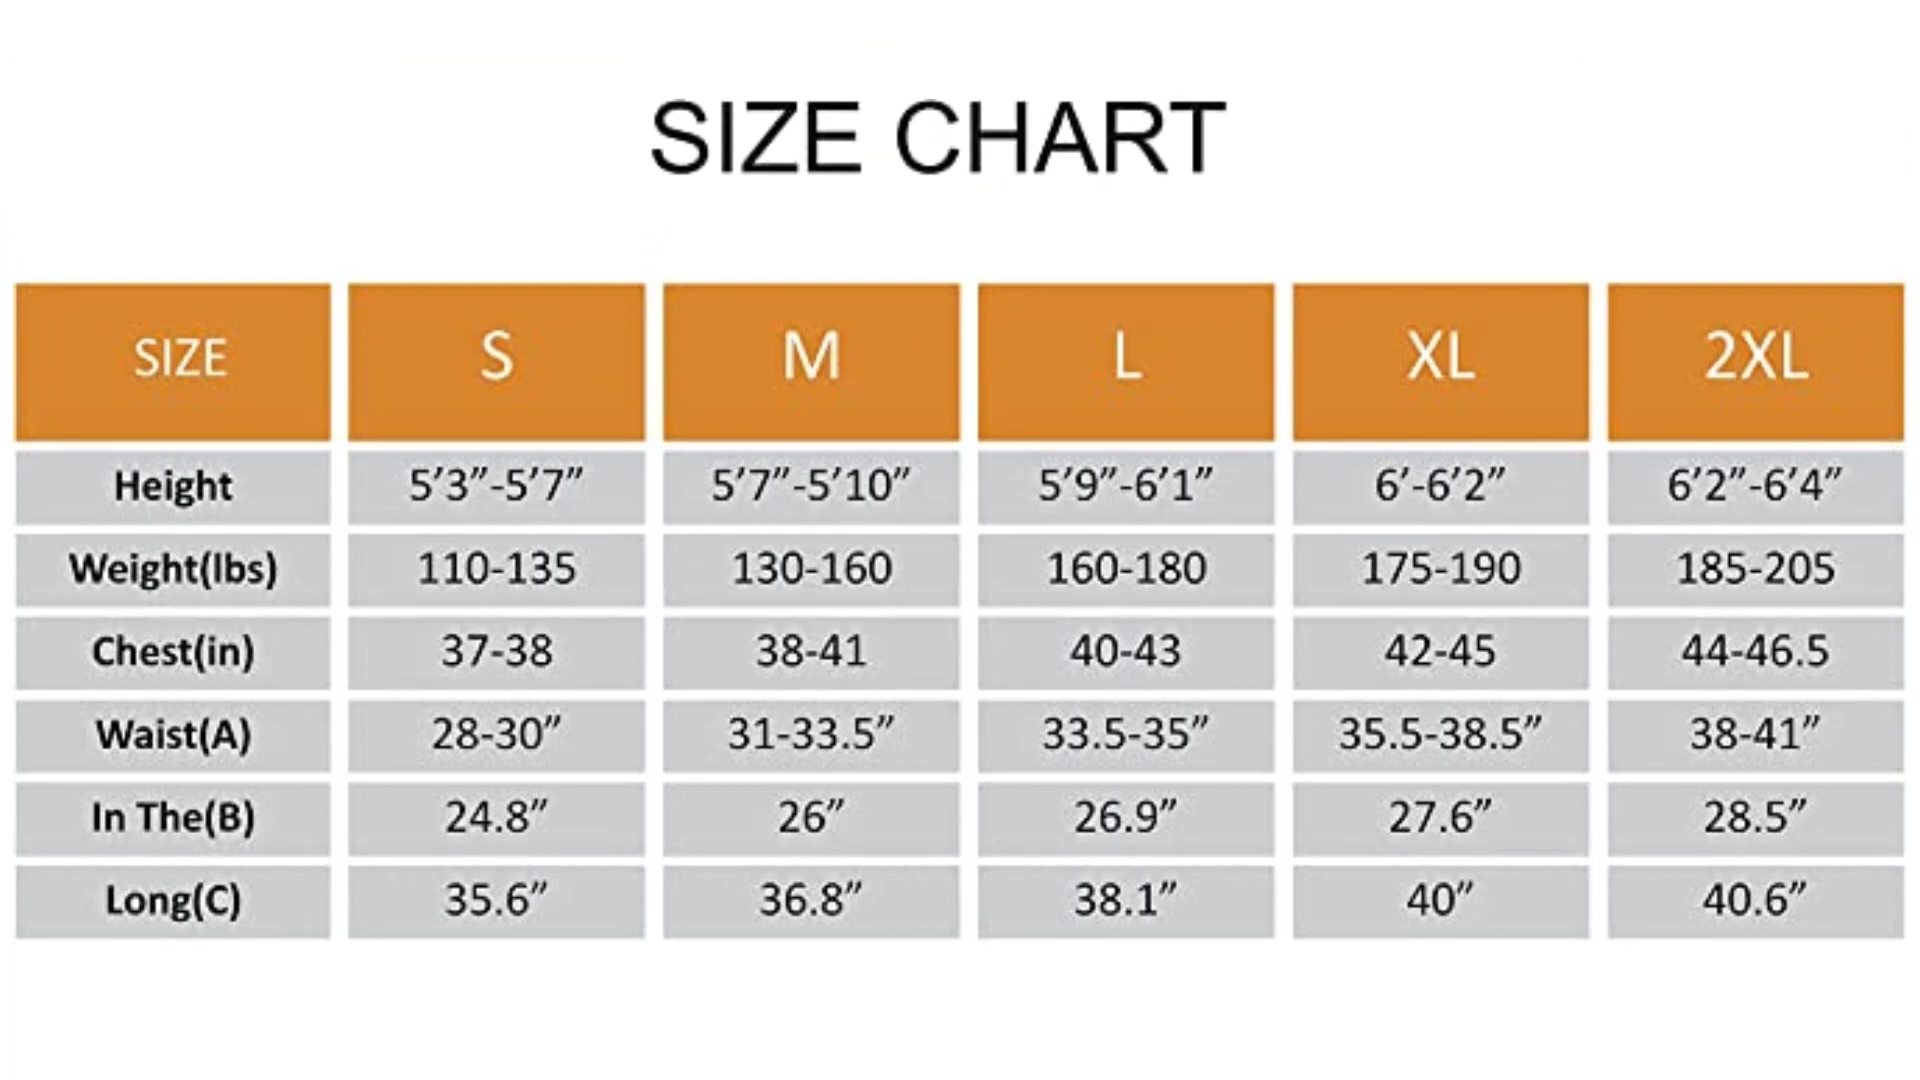 SIZE CHART
SIZE S M L XL 2XL
Height 5’3”-5’7” 5’7”-5’10” 5’9”-6’1” 6’-6’2” 6’2”-6’4”
Weight(lbs) 110-135 130-160 160-180 175-190 185-205
Chest(in) 37-38 38-41 40-43 42-45 44-46.5
Waist(A) 28-30” 31-33.5” 33.5-35” 35.5-38.5” 38-41”
In The(B) 24.8” 26” 26.9” 27.6” 28.5”
Long(C) 35.6” 36.8” 38.1” 40” 40.6”